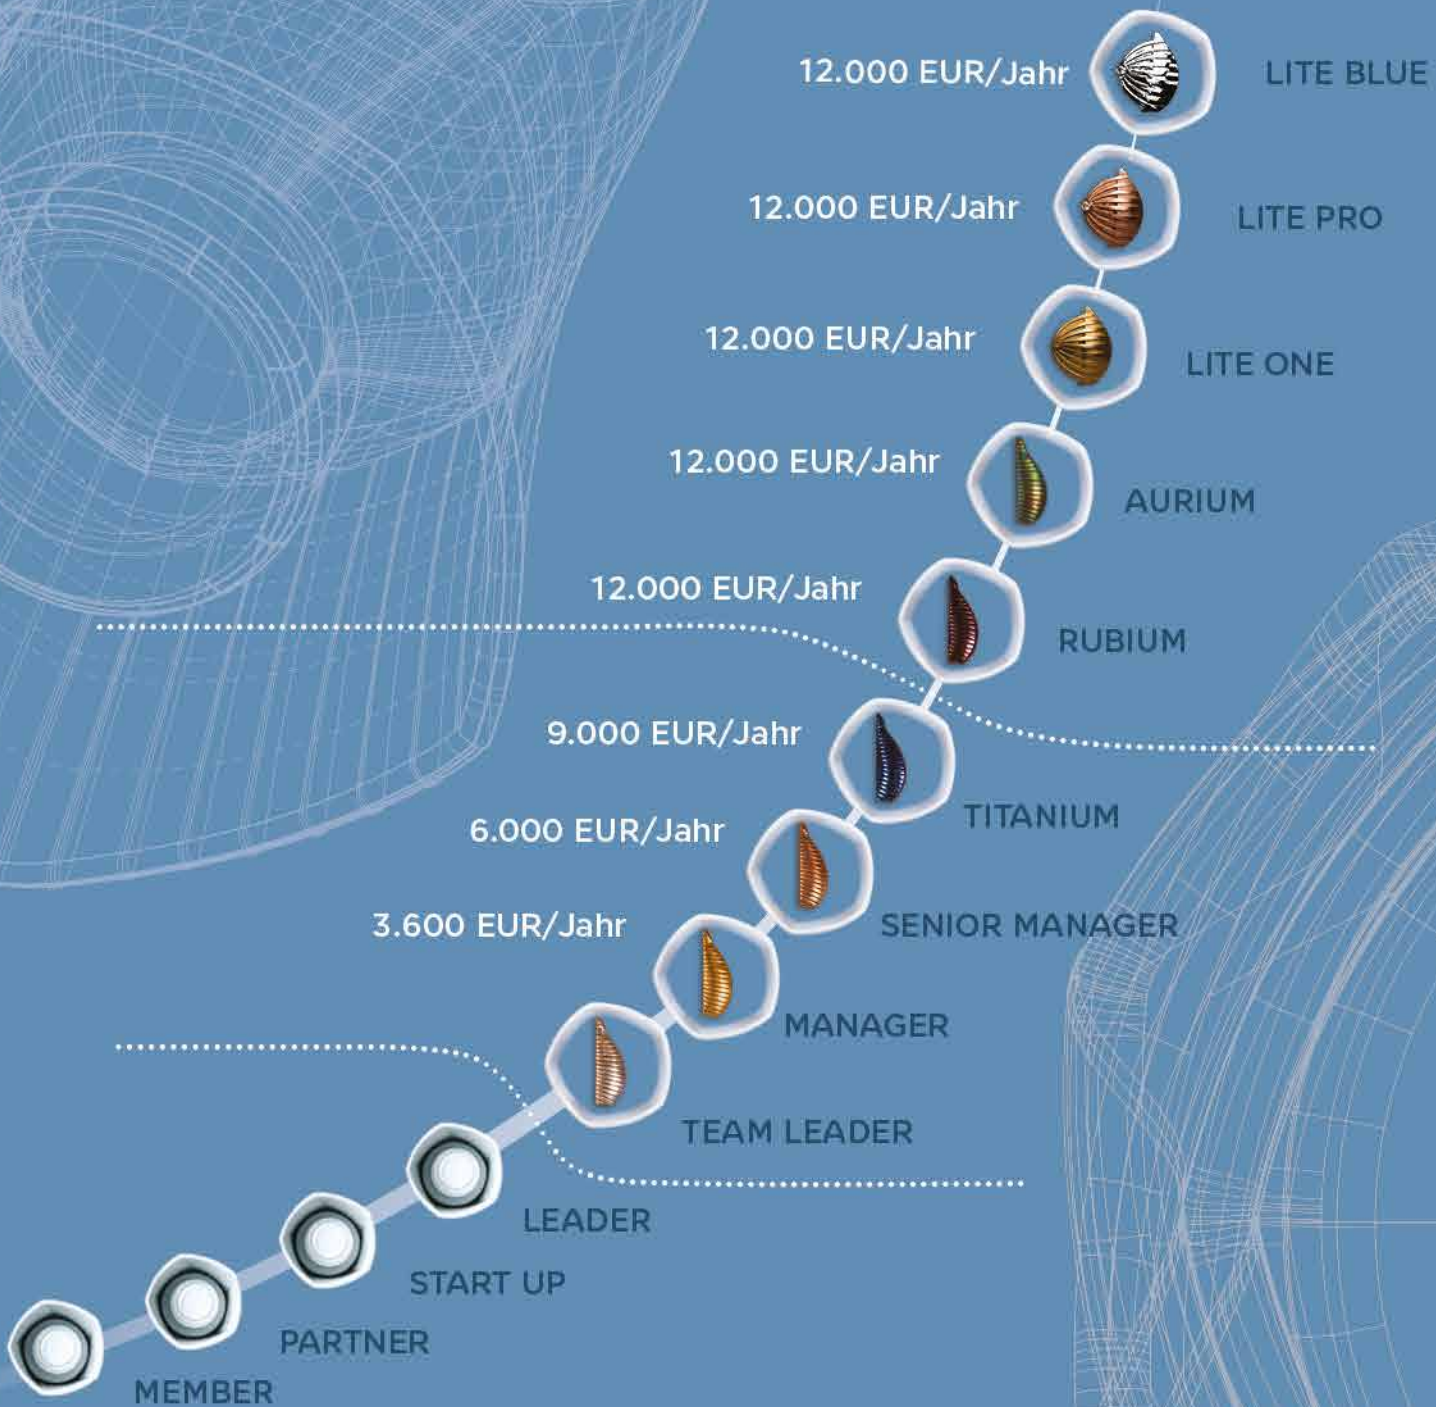 12.000 EUR/Jahr
LITE BLUE
12.000 EUR/Jahr
LITE PRO
12.000 EUR/Jahr
LITE ONE
12.000 EUR/Jahr
AURIUM
12.000 EUR/Jahr
RUBIUM
9.000 EUR/Jahr
TITANIUM
6.000 EUR/Jahr
SENIOR MANAGER
3.600 EUR/Jahr
MANAGER
TEAM LEADER
LEADER
START UP
PARTNER
MEMBER